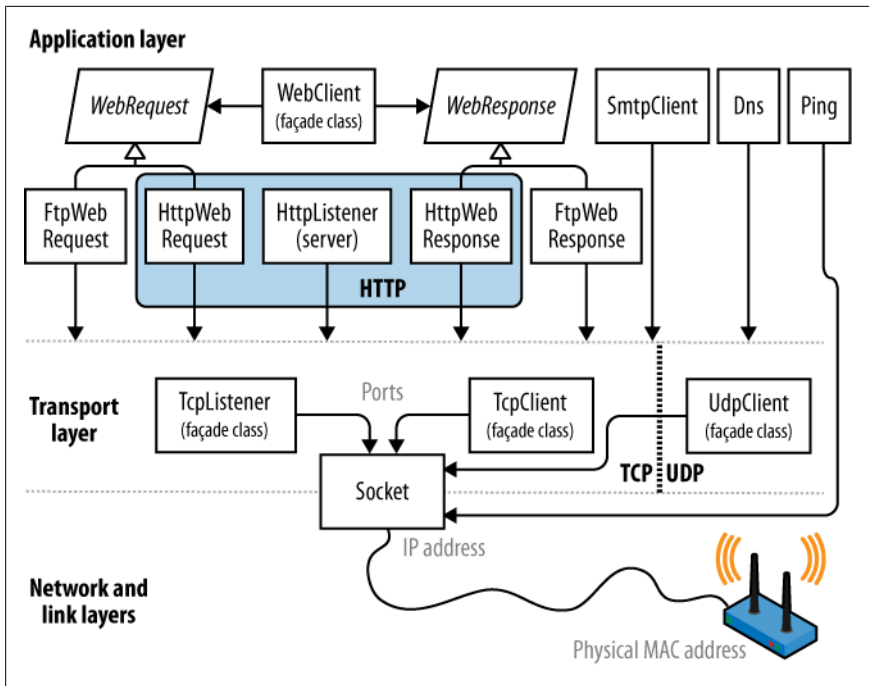 Application layer
WebRequest
WebClient
(façade class)
WebResponse
SmtpClient
Dns
Ping
FtpWeb
Request
HttpWeb
Request
HttpListener
(server)
HttpWeb
Response
FtpWeb
Response
HTTP
Transport
layer
TcpListener
(façade class)
Ports
TcpClient
(façade class)
UdpClient
(façade class)
TCP
UDP
Socket
IP address
Network and
link layers
Physical MAC address